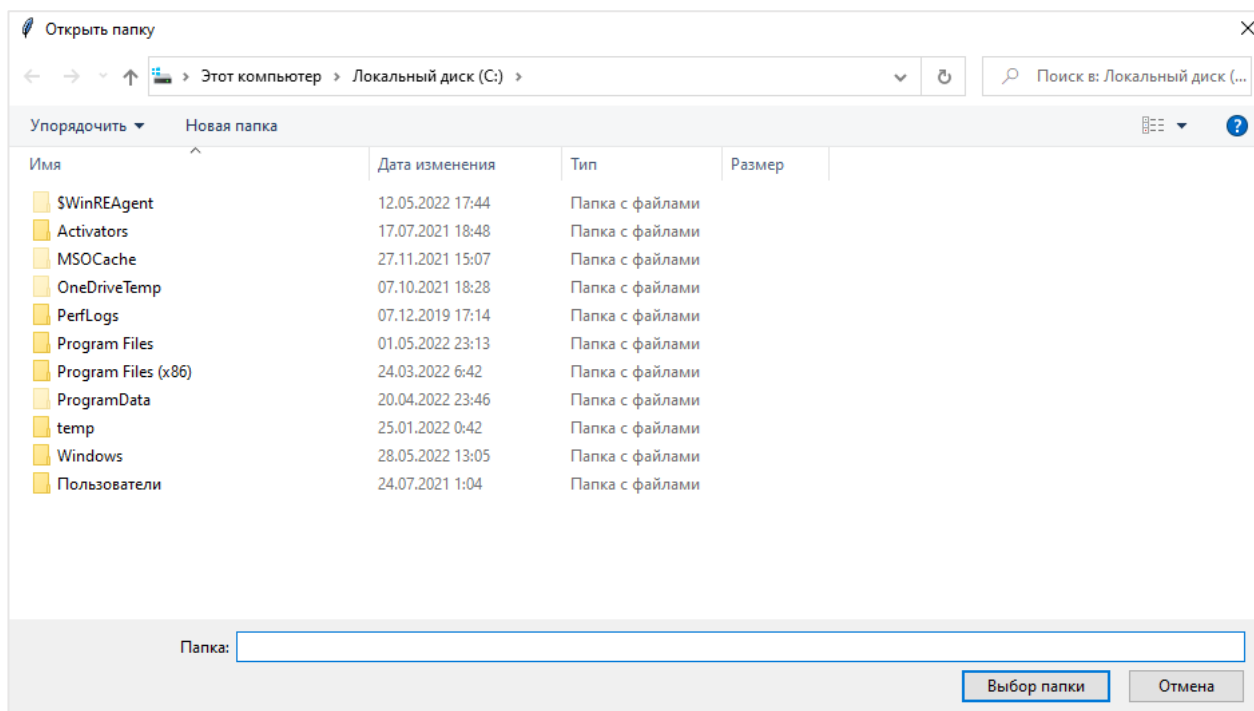 Открыть папку
Этот компьютер > Локальный диск (C:) >
Поиск в: Локальный диск (...
Упорядочить Новая папка
?
Имя Дата изменения Тип Размер
$WinREAgent 12.05.2022 17:44 Папка с файлами
Activators 17.07.2021 18:48 Папка с файлами
MSOCache 27.11.2021 15:07 Папка с файлами
OneDriveTemp 07.10.2021 18:28 Папка с файлами
PerfLogs 07.12.2019 17:14 Папка с файлами
Program Files 01.05.2022 23:13 Папка с файлами
Program Files (x86) 24.03.2022 6:42 Папка с файлами
ProgramData 20.04.2022 23:46 Папка с файлами
temp 25.01.2022 0:42 Папка с файлами
Windows 28.05.2022 13:05 Папка с файлами
Пользователи 24.07.2021 1:04 Папка с файлами
Папка:
Выбор папки Отмена